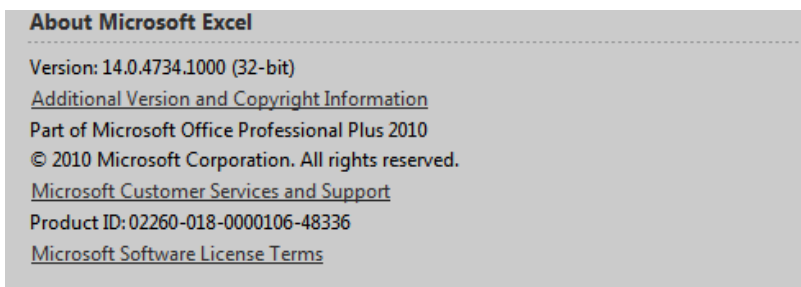 About Microsoft Excel
Version: 14.0.4734.1000 (32-bit)
Additional Version and Copyright Information
Part of Microsoft Office Professional Plus 2010
© 2010 Microsoft Corporation. All rights reserved.
Microsoft Customer Services and Support
Product ID: 02260-018-0000106-48336
Microsoft Software License Terms